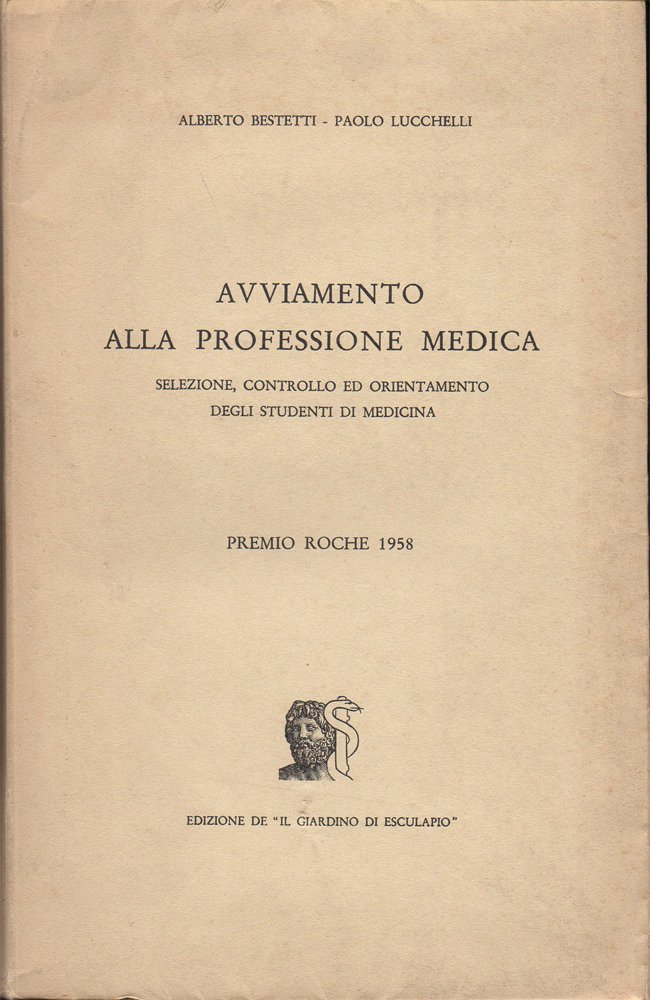 ALBERTO BESTETTI - PAOLO LUCCHELLI
AVVIAMENTO
ALLA PROFESSIONE MEDICA
SELEZIONE, CONTROLLO ED ORIENTAMENTO
DEGLI STUDENTI DI MEDICINA
PREMIO ROCHE 1958
EDIZIONE DE "IL GIARDINO DI ESCULAPIO"